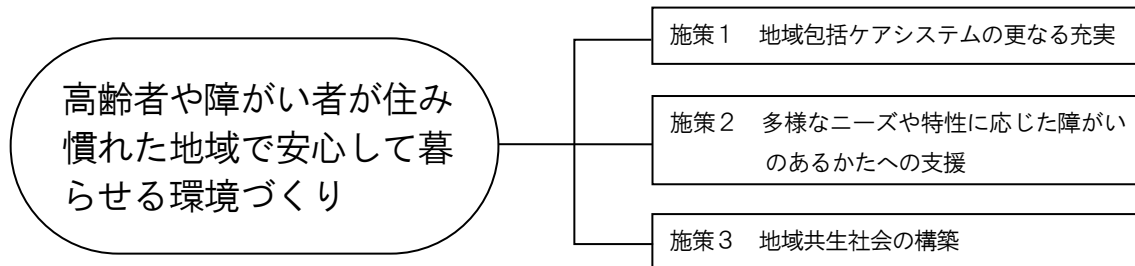 高齢者や障がい者が住み
慣れた地域で安心して暮
らせる環境づくり
施策１　地域包括ケアシステムの更なる充実
施策２　多様なニーズや特性に応じた障がい
のあるかたへの支援
施策３　地域共生社会の構築